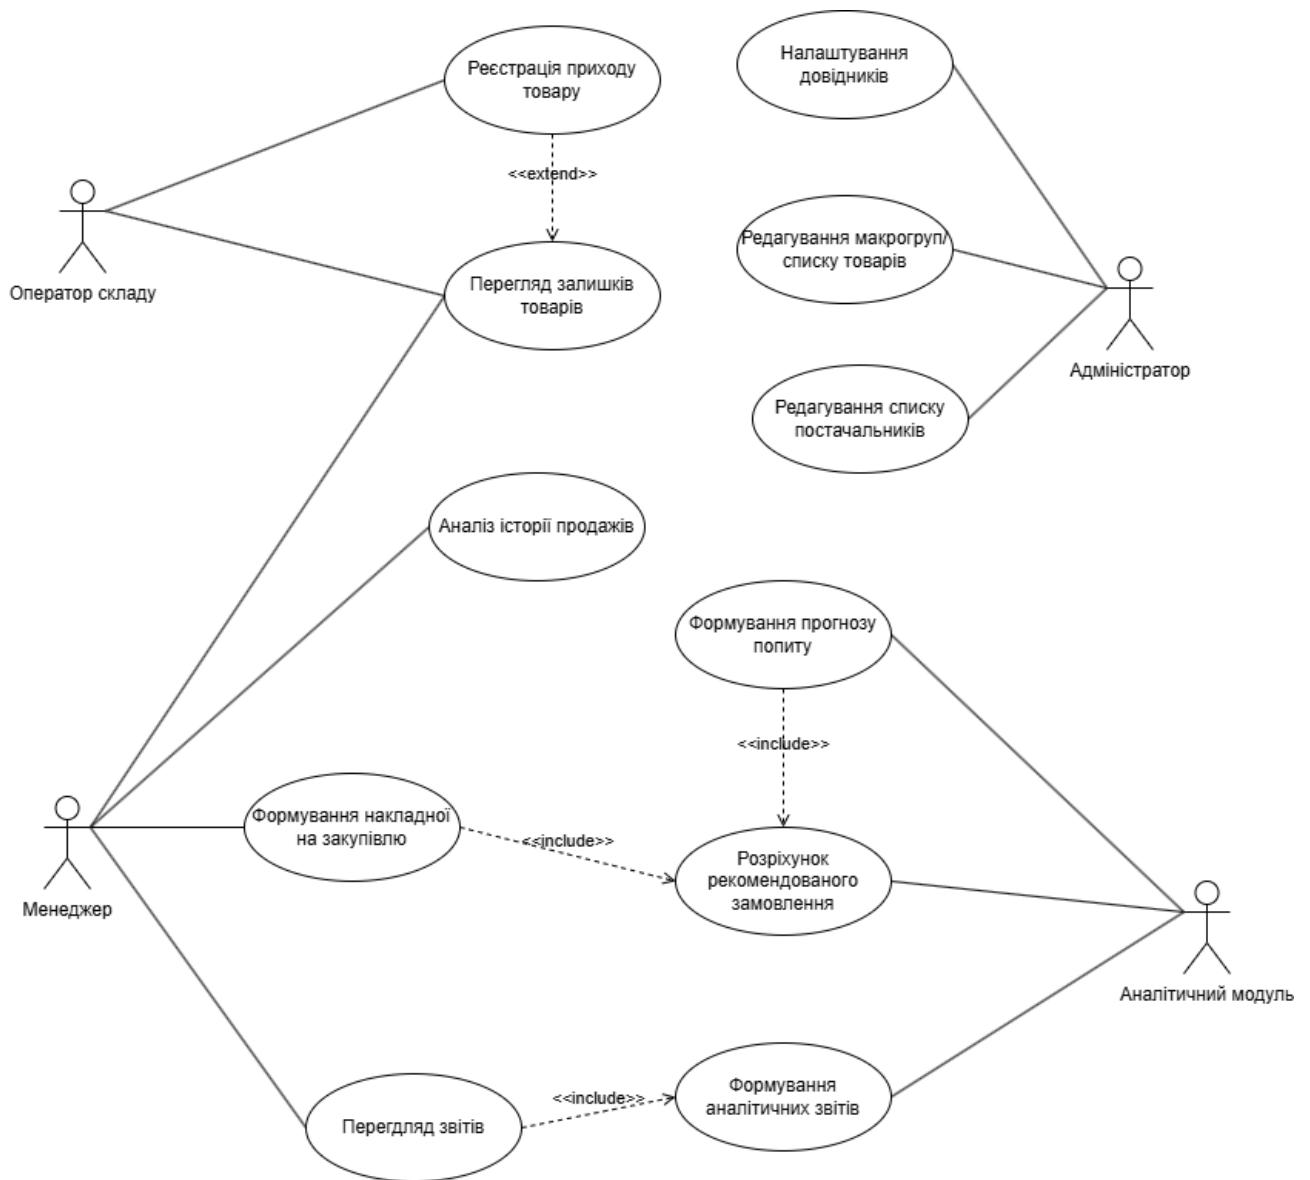 Реєстрація приходу
товару
Налаштування
довідників
<<extend>>
Оператор складу
Перегляд залишків
товарів
Редагування макрогруп/
списку товарів
Адміністратор
Редагування списку
постачальників
Аналіз історії продажів
Формування прогнозу
попиту
<<include>>
Менеджер
Формування накладної
на закупівлю
<<include>>
Розріхунок
рекомендованого
замовлення
Аналітичний модуль
Перегдляд звітів
<<include>>
Формування
аналітичних звітів